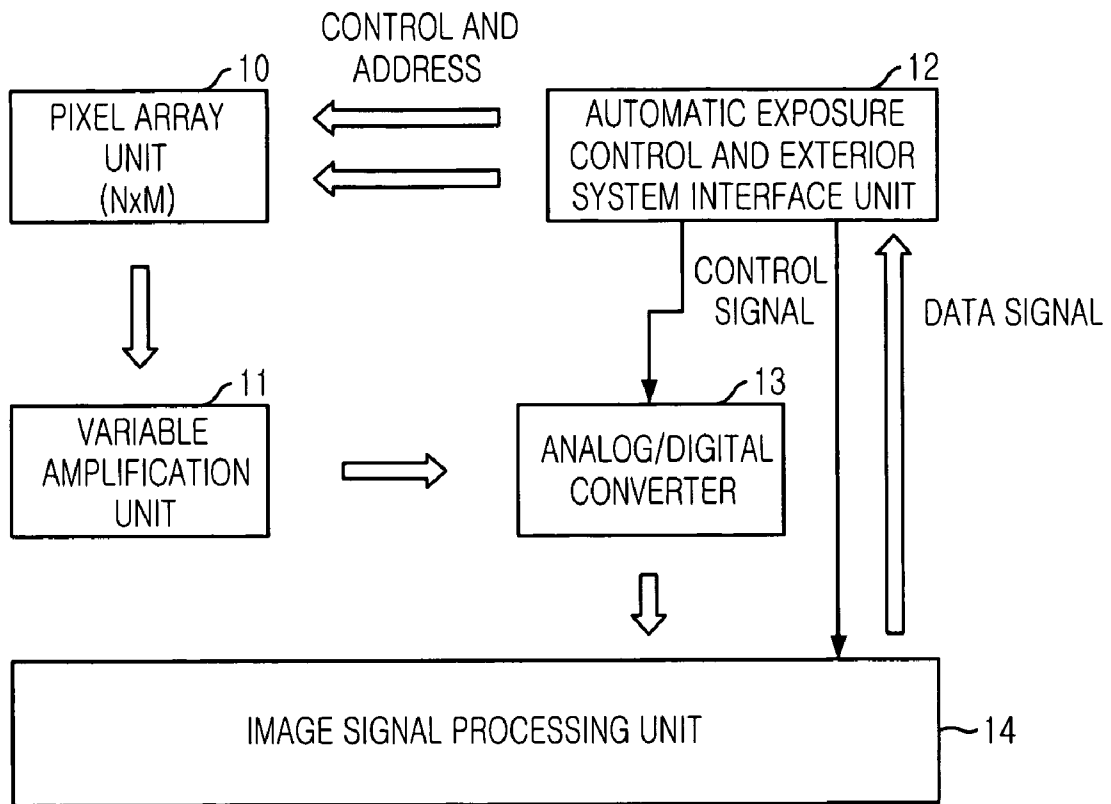 CONTROL AND
ADDRESS
10
PIXEL ARRAY
UNIT
(NxM)
12
AUTOMATIC EXPOSURE
CONTROL AND EXTERIOR
SYSTEM INTERFACE UNIT
CONTROL
SIGNAL
DATA SIGNAL
11
VARIABLE
AMPLIFICATION
UNIT
13
ANALOG/DIGITAL
CONVERTER
IMAGE SIGNAL PROCESSING UNIT
14